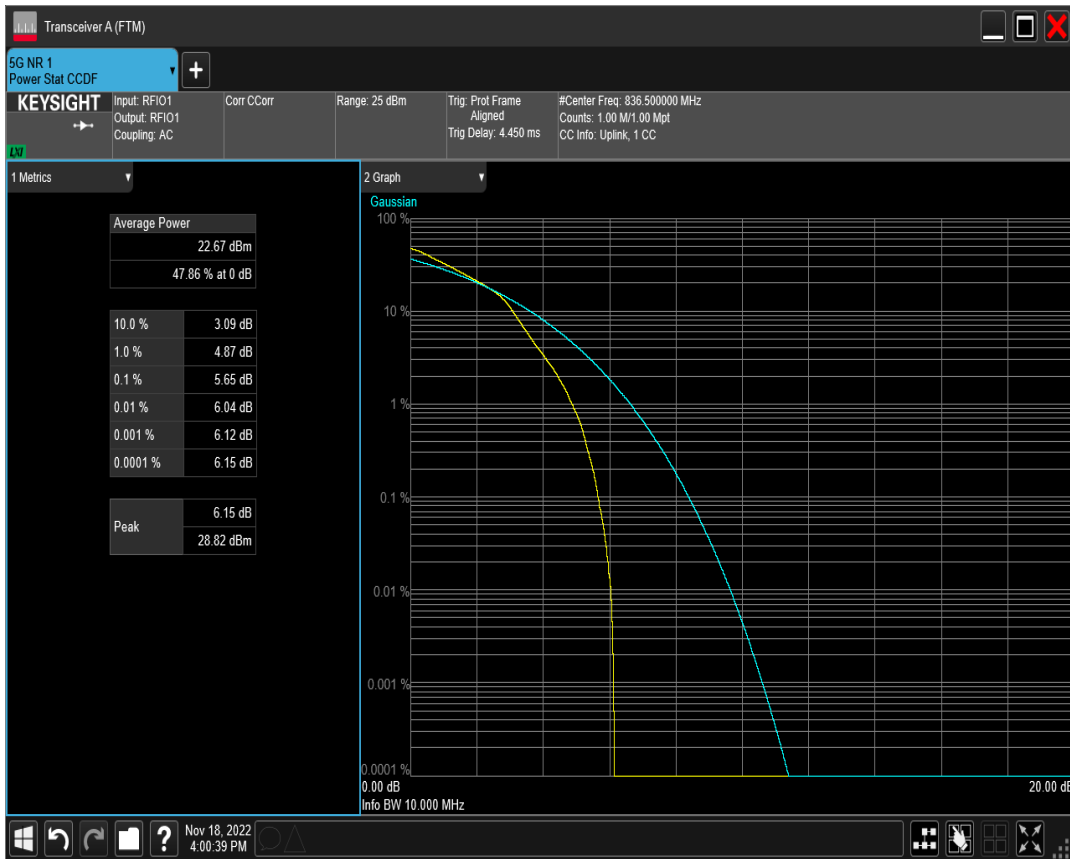 Transceiver A (FTM)
5G NR 1
Power Stat CCDF
+
KEYSIGHT
LXI
Input: RFIO1
Output: RFIO1
Coupling: AC
Corr CCorr
Range: 25 dBm
Trig: Prot Frame
Aligned
Trig Delay: 4.450 ms
#Center Freq: 836.500000 MHz
Counts: 1.00 M/1.00 Mpt
CC Info: Uplink, 1 CC
1 Metrics
Average Power
22.67 dBm
47.86 % at 0 dB
10.0 % 3.09 dB
1.0 % 4.87 dB
0.1 % 5.65 dB
0.01 % 6.04 dB
0.001 % 6.12 dB
0.0001 % 6.15 dB
Peak
6.15 dB
28.82 dBm
2 Graph
Gaussian
100 %
10 %
1 %
0.1 %
0.01 %
0.001 %
0.0001 %
0.00 dB 20.00 dB
Info BW 10.000 MHz
?
Nov 18, 2022
4:00:39 PM